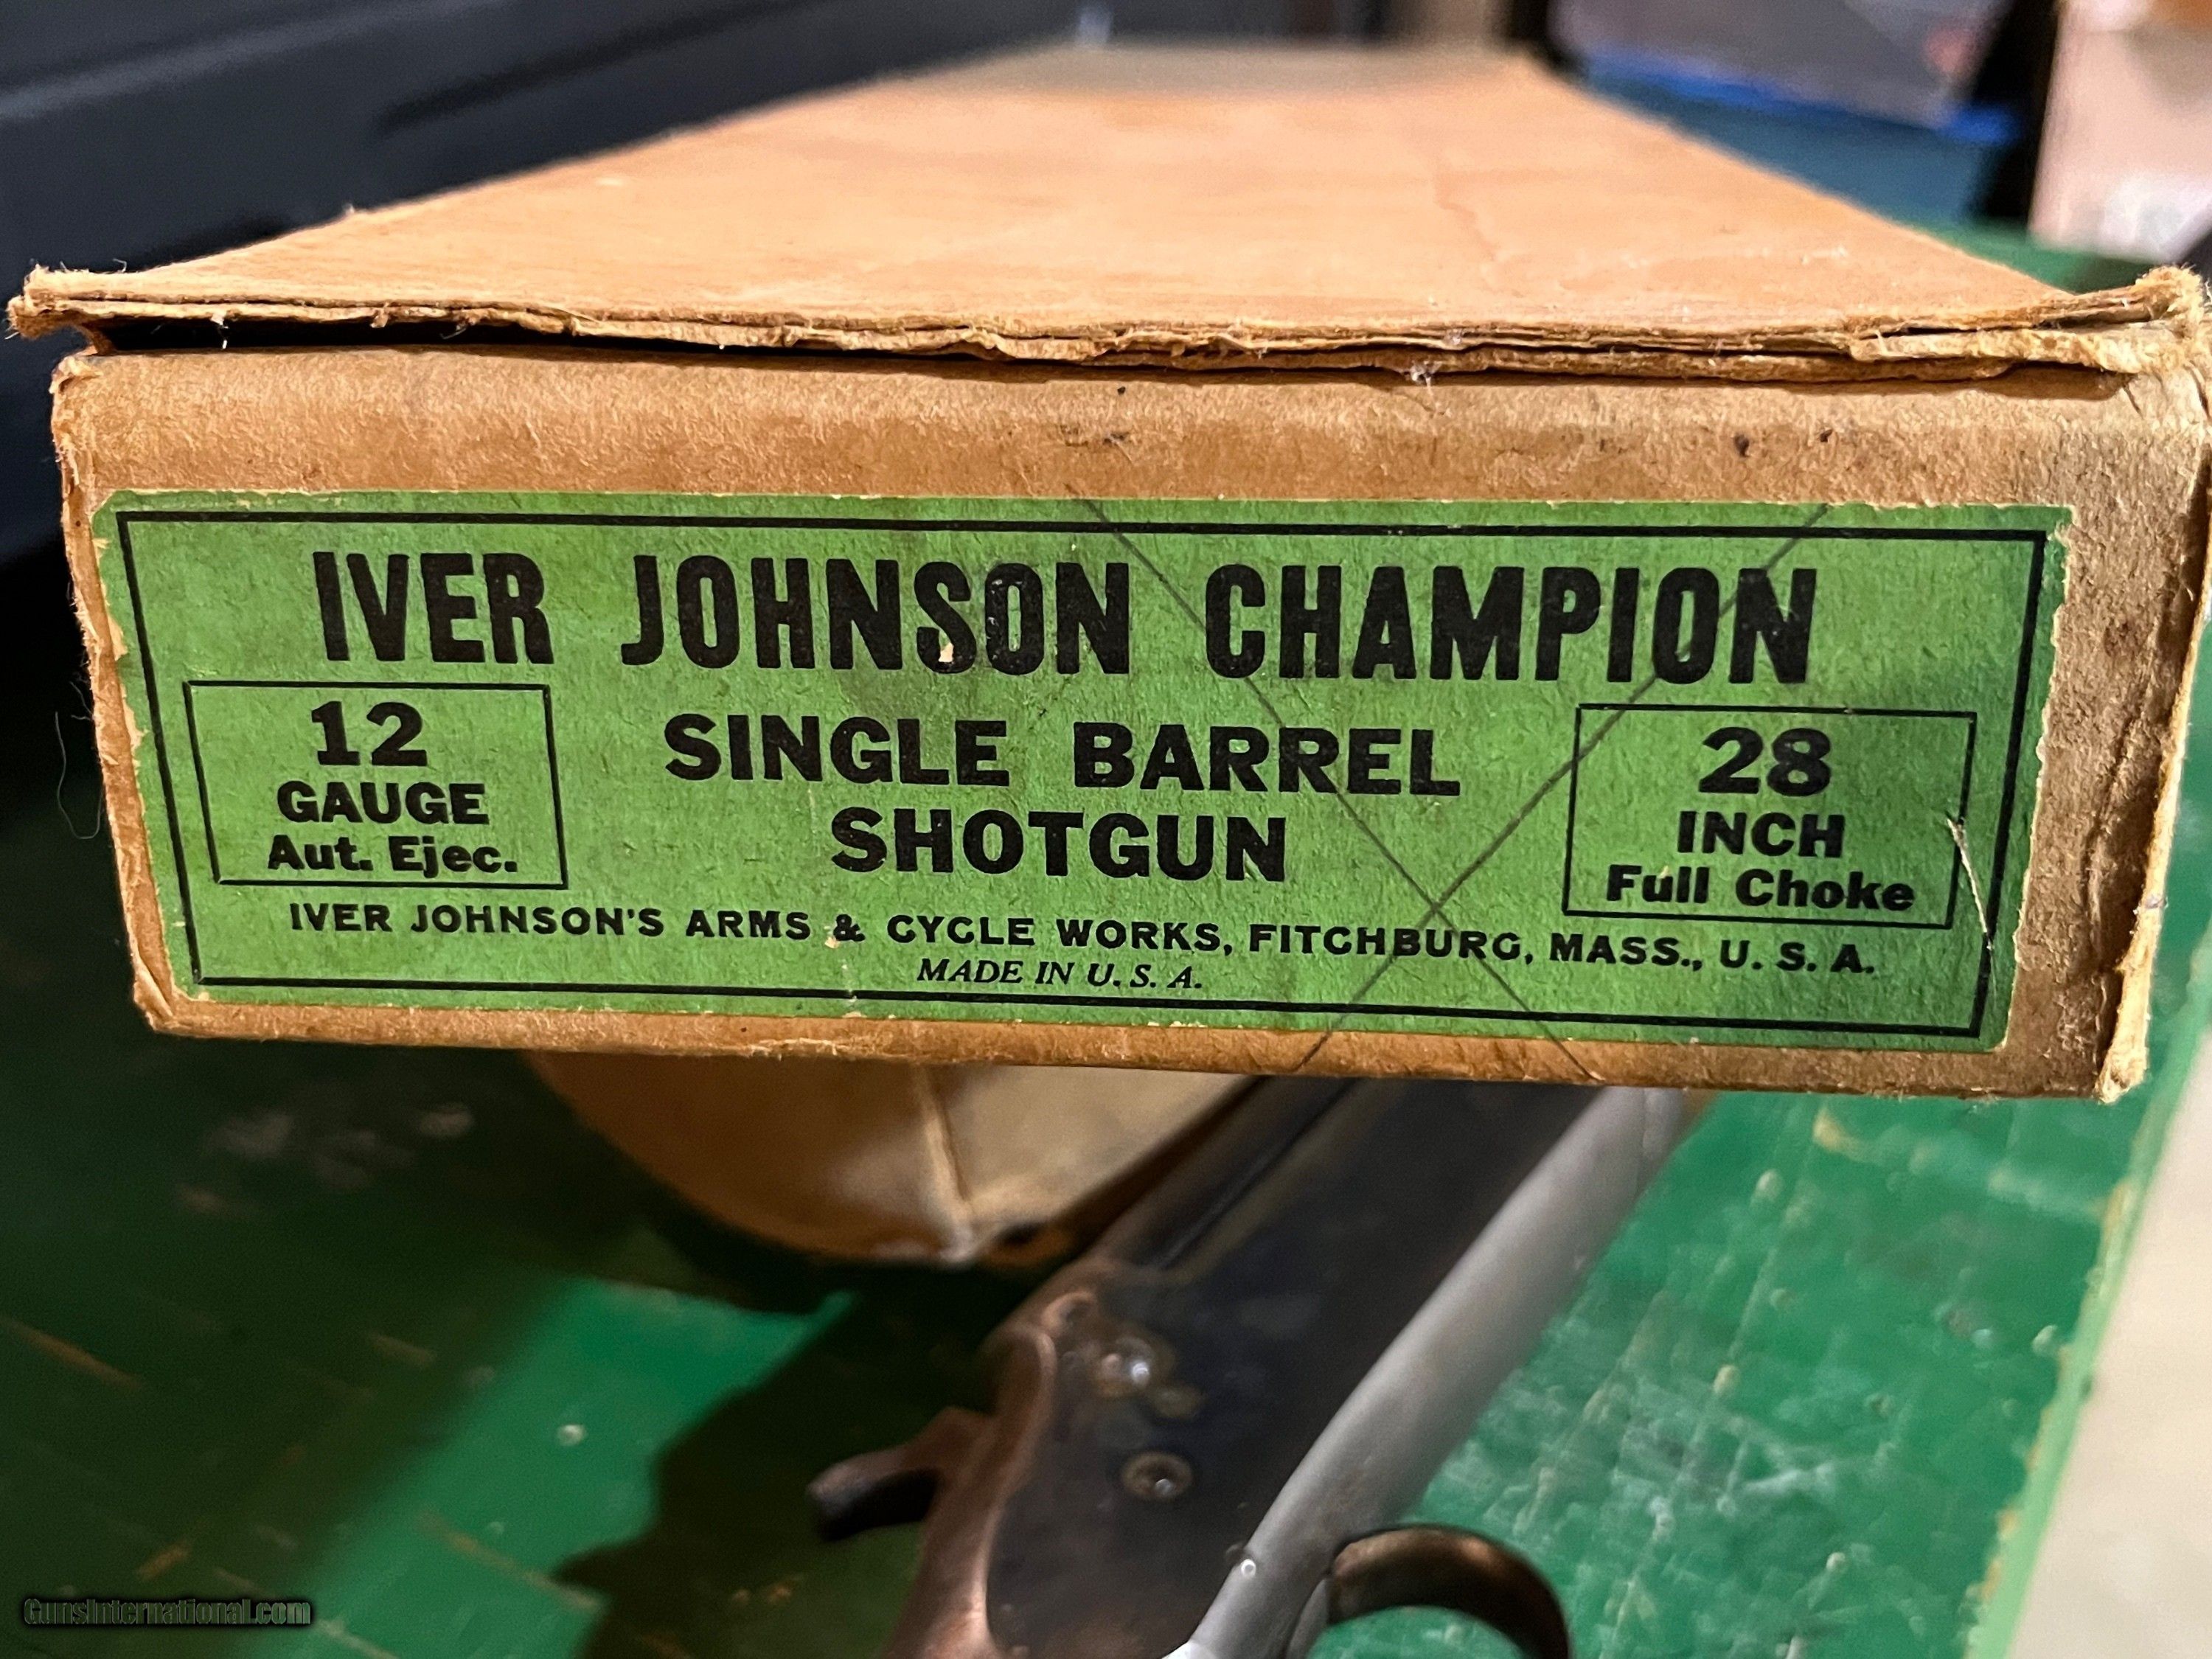 IVER JOHNSON CHAMPION
12
GAUGE
Aut. Ejec.
SINGLE BARREL
SHOTGUN
28
INCH
Full Choke
IVER JOHNSON'S ARMS & CYCLE WORKS, FITCHBURG, MASS., U. S. A.
MADE IN U. S. A.
GunsInternational.com